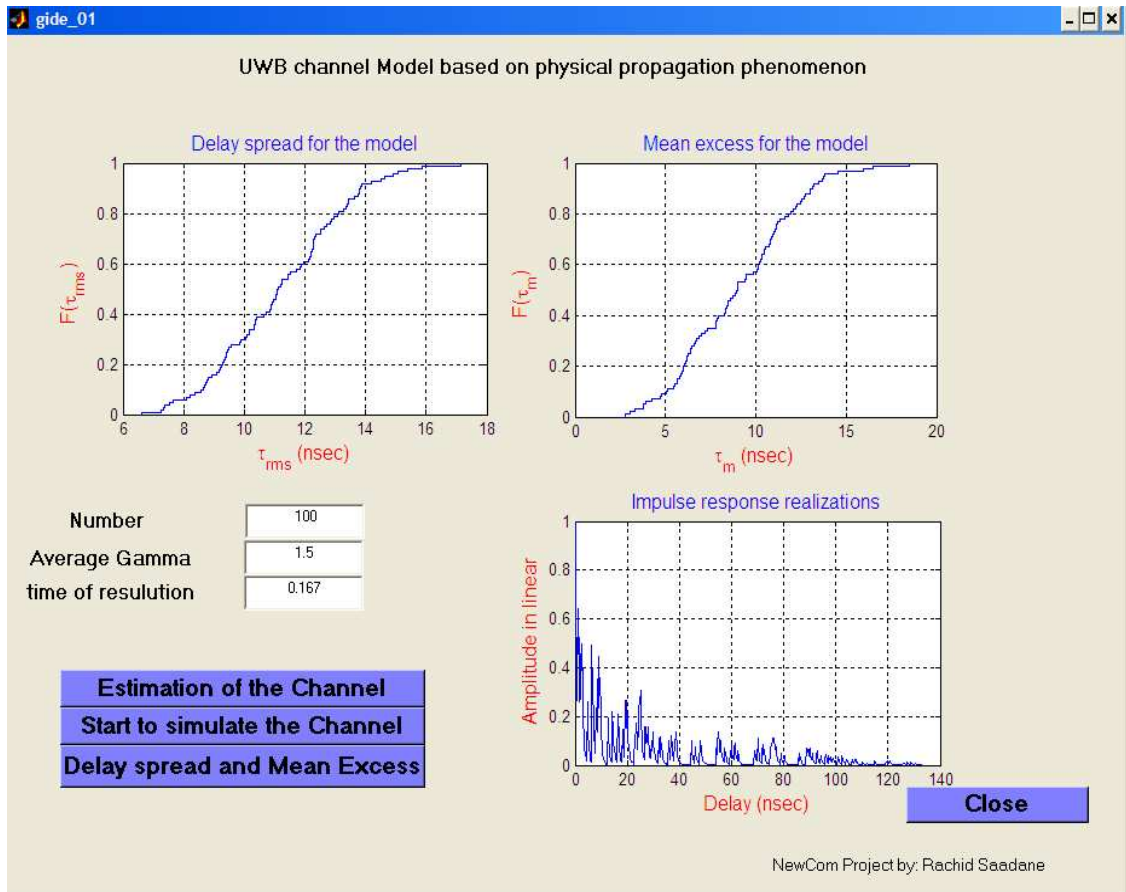 gide_01
UWB channel Model based on physical propagation phenomenon
Delay spread for the model
1
0.8
0.6
0.4
0.2
0
F(τrms)
6 8 10 12 14 16 18
τrms (nsec)
Mean excess for the model
1
0.8
0.6
0.4
0.2
0
F(τm)
0 5 10 15 20
τm (nsec)
Number 100
Average Gamma 1.5
time of resulution 0.167
Estimation of the Channel
Start to simulate the Channel
Delay spread and Mean Excess
Impulse response realizations
1
0.8
0.6
0.4
0.2
0
Amplitude in linear
0 20 40 60 80 100 120 140
Delay (nsec)
Close
NewCom Project by: Rachid Saadane